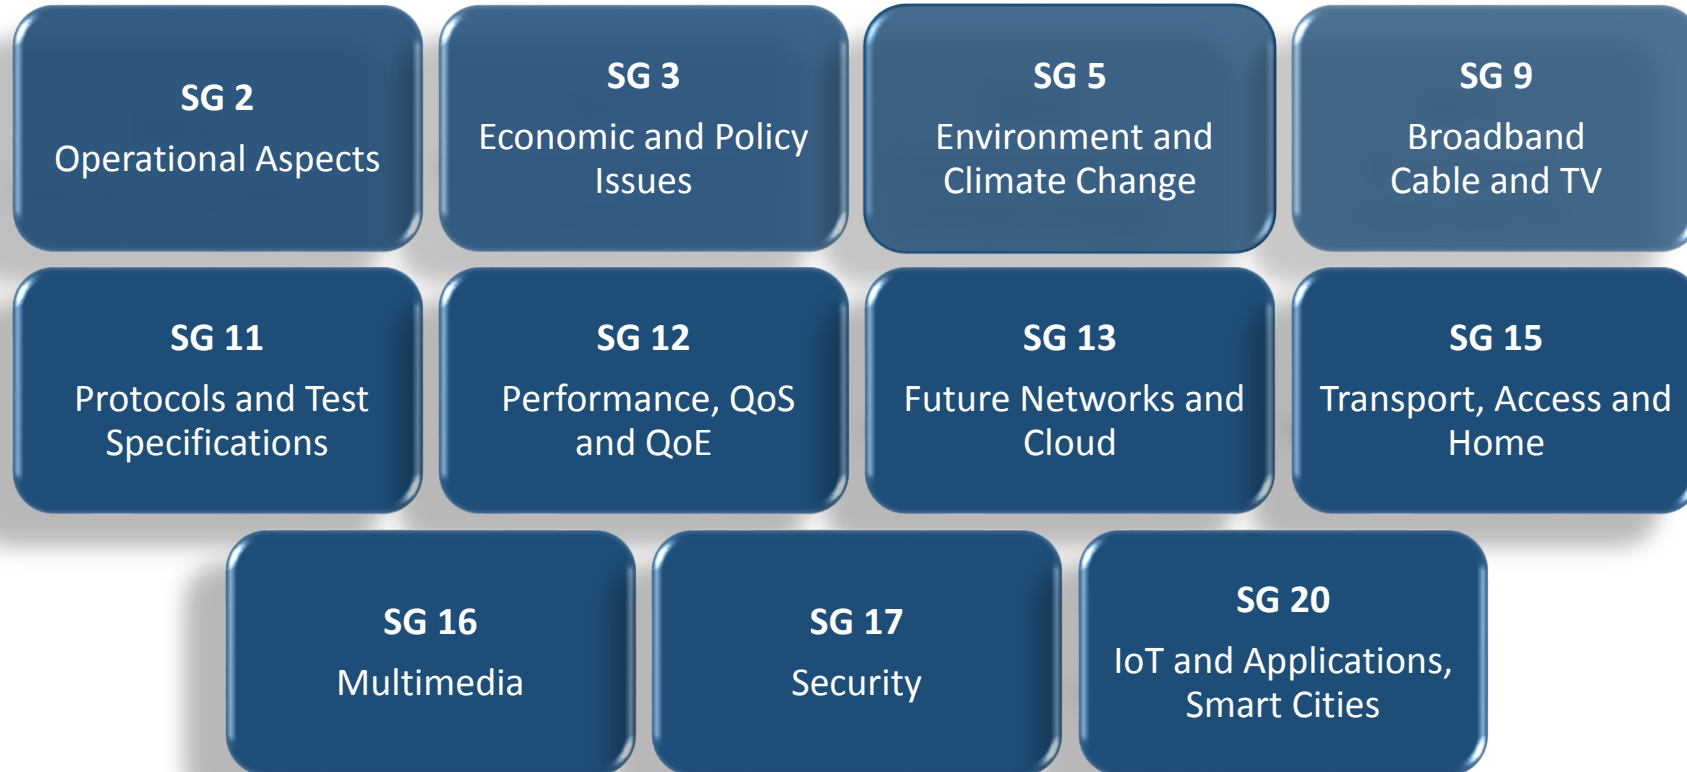 SG 2
Operational Aspects
SG 3
Economic and Policy
Issues
SG 5
Environment and
Climate Change
SG 9
Broadband
Cable and TV
SG 11
Protocols and Test
Specifications
SG 12
Performance, QoS
and QoE
SG 13
Future Networks and
Cloud
SG 15
Transport, Access and
Home
SG 16
Multimedia
SG 17
Security
SG 20
IoT and Applications,
Smart Cities